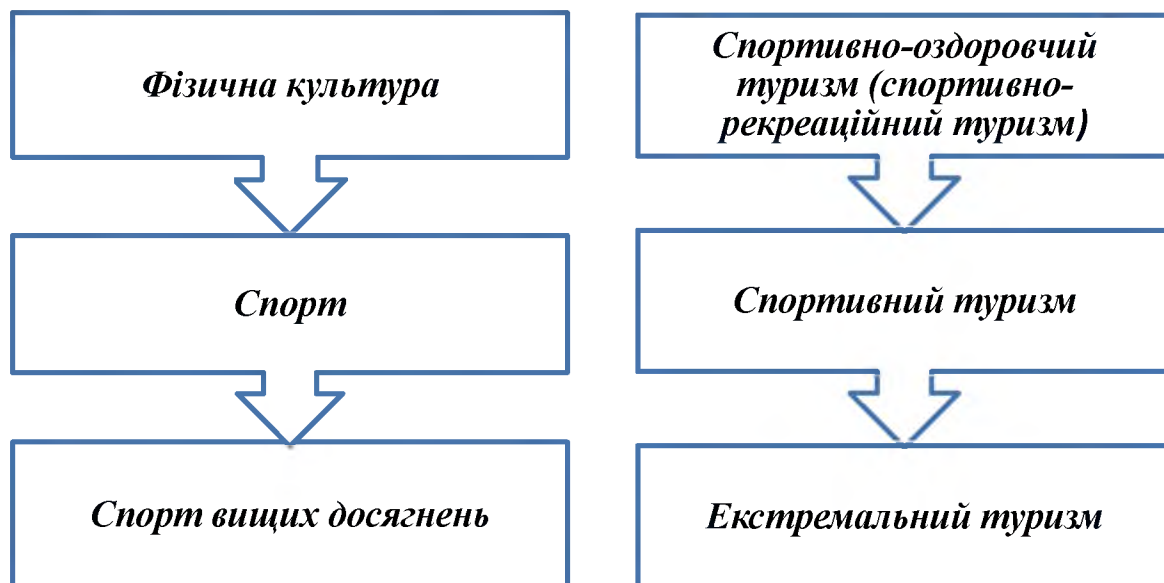 Фізична культура
Спортивно-оздоровчий
туризм (спортивно-
рекреаційний туризм)
Спорт
Спортивний туризм
Спорт вищих досягнень
Екстремальний туризм